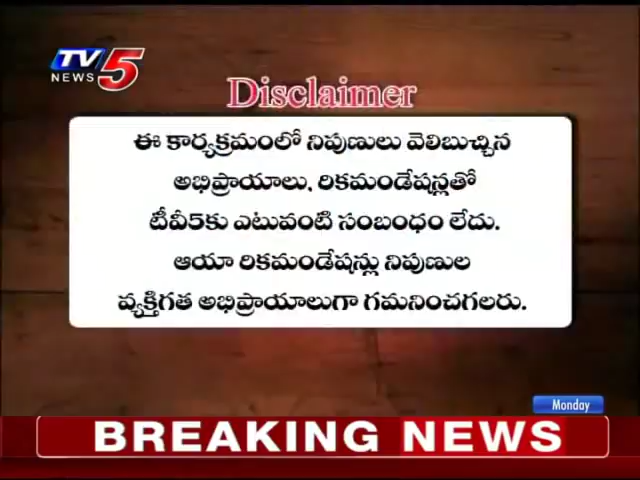 TV5
NEWS
Disclaimer
ఈ కార్యక్రమంలో నిపుణులు వెలిబుచ్చిన
అభిప్రాయాలు, రికమండేషన్లతో
టీవీ5కు ఎటువంటి సంబంధం లేదు.
ఆయా రికమండేషన్లు నిపుణుల
వ్యక్తిగత అభిప్రాయాలుగా గమనించగలరు.
Monday
BREAKING NEWS